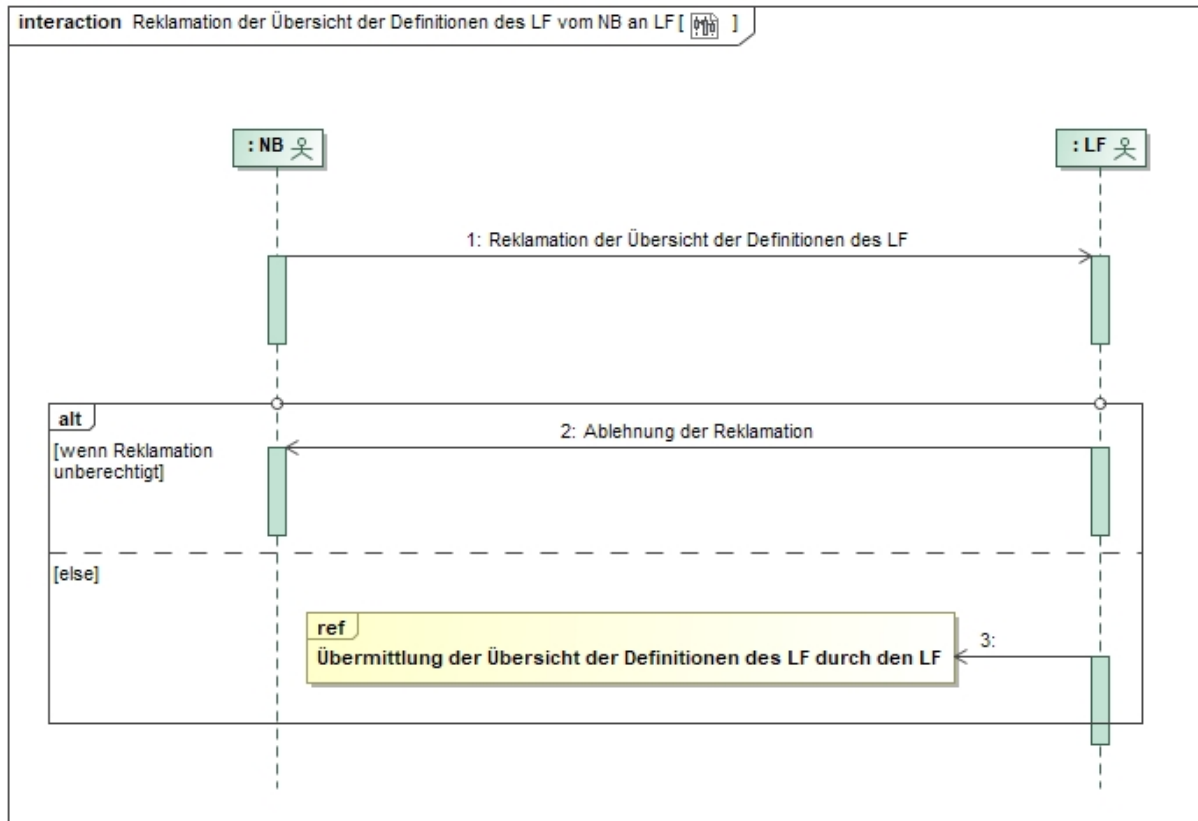 interaction Reklamation der Übersicht der Definitionen des LF vom NB an LF [ ]
: NB
: LF
1: Reklamation der Übersicht der Definitionen des LF
alt
[wenn Reklamation
unberechtigt]
2: Ablehnung der Reklamation
[else]
ref
Übermittlung der Übersicht der Definitionen des LF durch den LF
3: